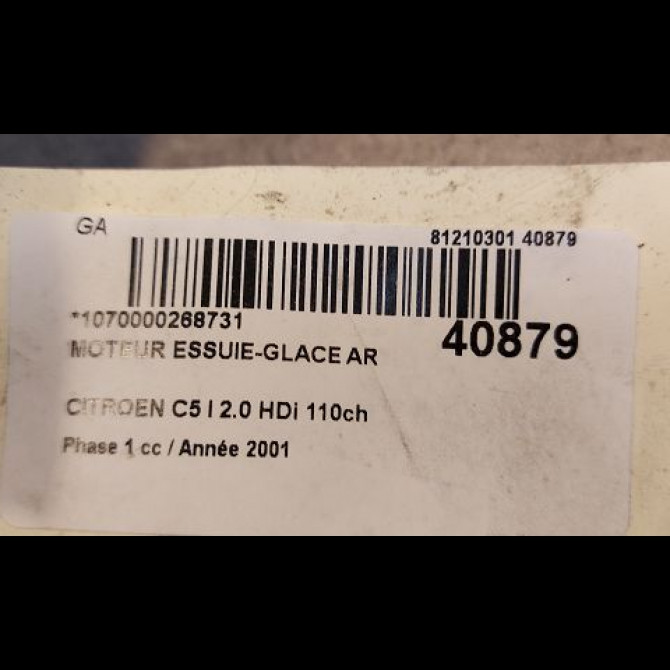 GA
81210301 40879
*1070000268731
40879
MOTEUR ESSUIE-GLACE AR
CITROEN C5 I 2.0 HDi 110ch
Phase 1 cc / Année 2001